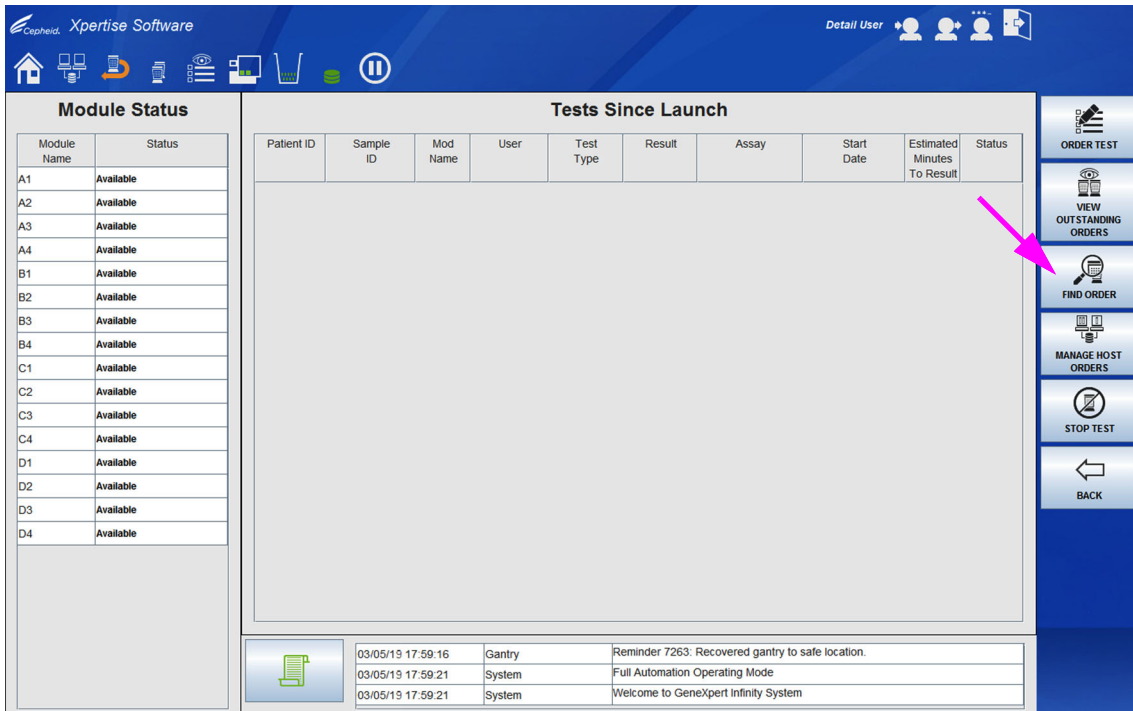 Cepheid. Xpertise Software
Detail User
Module Status
Tests Since Launch
Module Name Status
Patient ID Sample ID Mod Name User Test Type Result Assay Start Date Estimated Minutes To Result Status
A1 Available
A2 Available
A3 Available
A4 Available
B1 Available
B2 Available
B3 Available
B4 Available
C1 Available
C2 Available
C3 Available
C4 Available
D1 Available
D2 Available
D3 Available
D4 Available
ORDER TEST
VIEW
OUTSTANDING
ORDERS
FIND ORDER
MANAGE HOST
ORDERS
STOP TEST
BACK
03/05/19 17:59:16 Gantry Reminder 7263: Recovered gantry to safe location.
03/05/19 17:59:21 System Full Automation Operating Mode
03/05/19 17:59:21 System Welcome to GeneXpert Infinity System